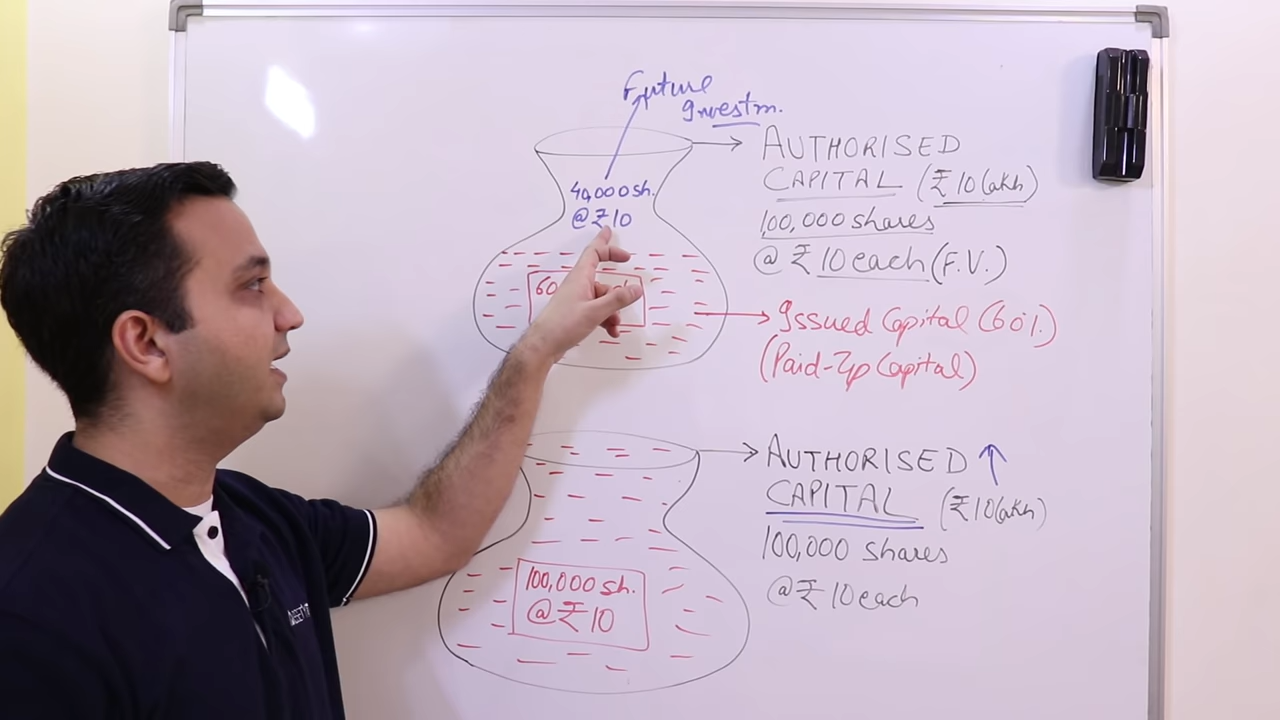 Future
Investm.
40,000 sh.
@ ₹10
AUTHORISED
CAPITAL (₹10 Lakh)
100,000 shares
@ ₹ 10 each (F.V.)
60
Issued Capital (60%)
(Paid-Up Capital)
AUTHORISED ↑
CAPITAL (₹10 Lakh)
100,000 shares
@ ₹ 10 each
100,000 sh.
@ ₹10